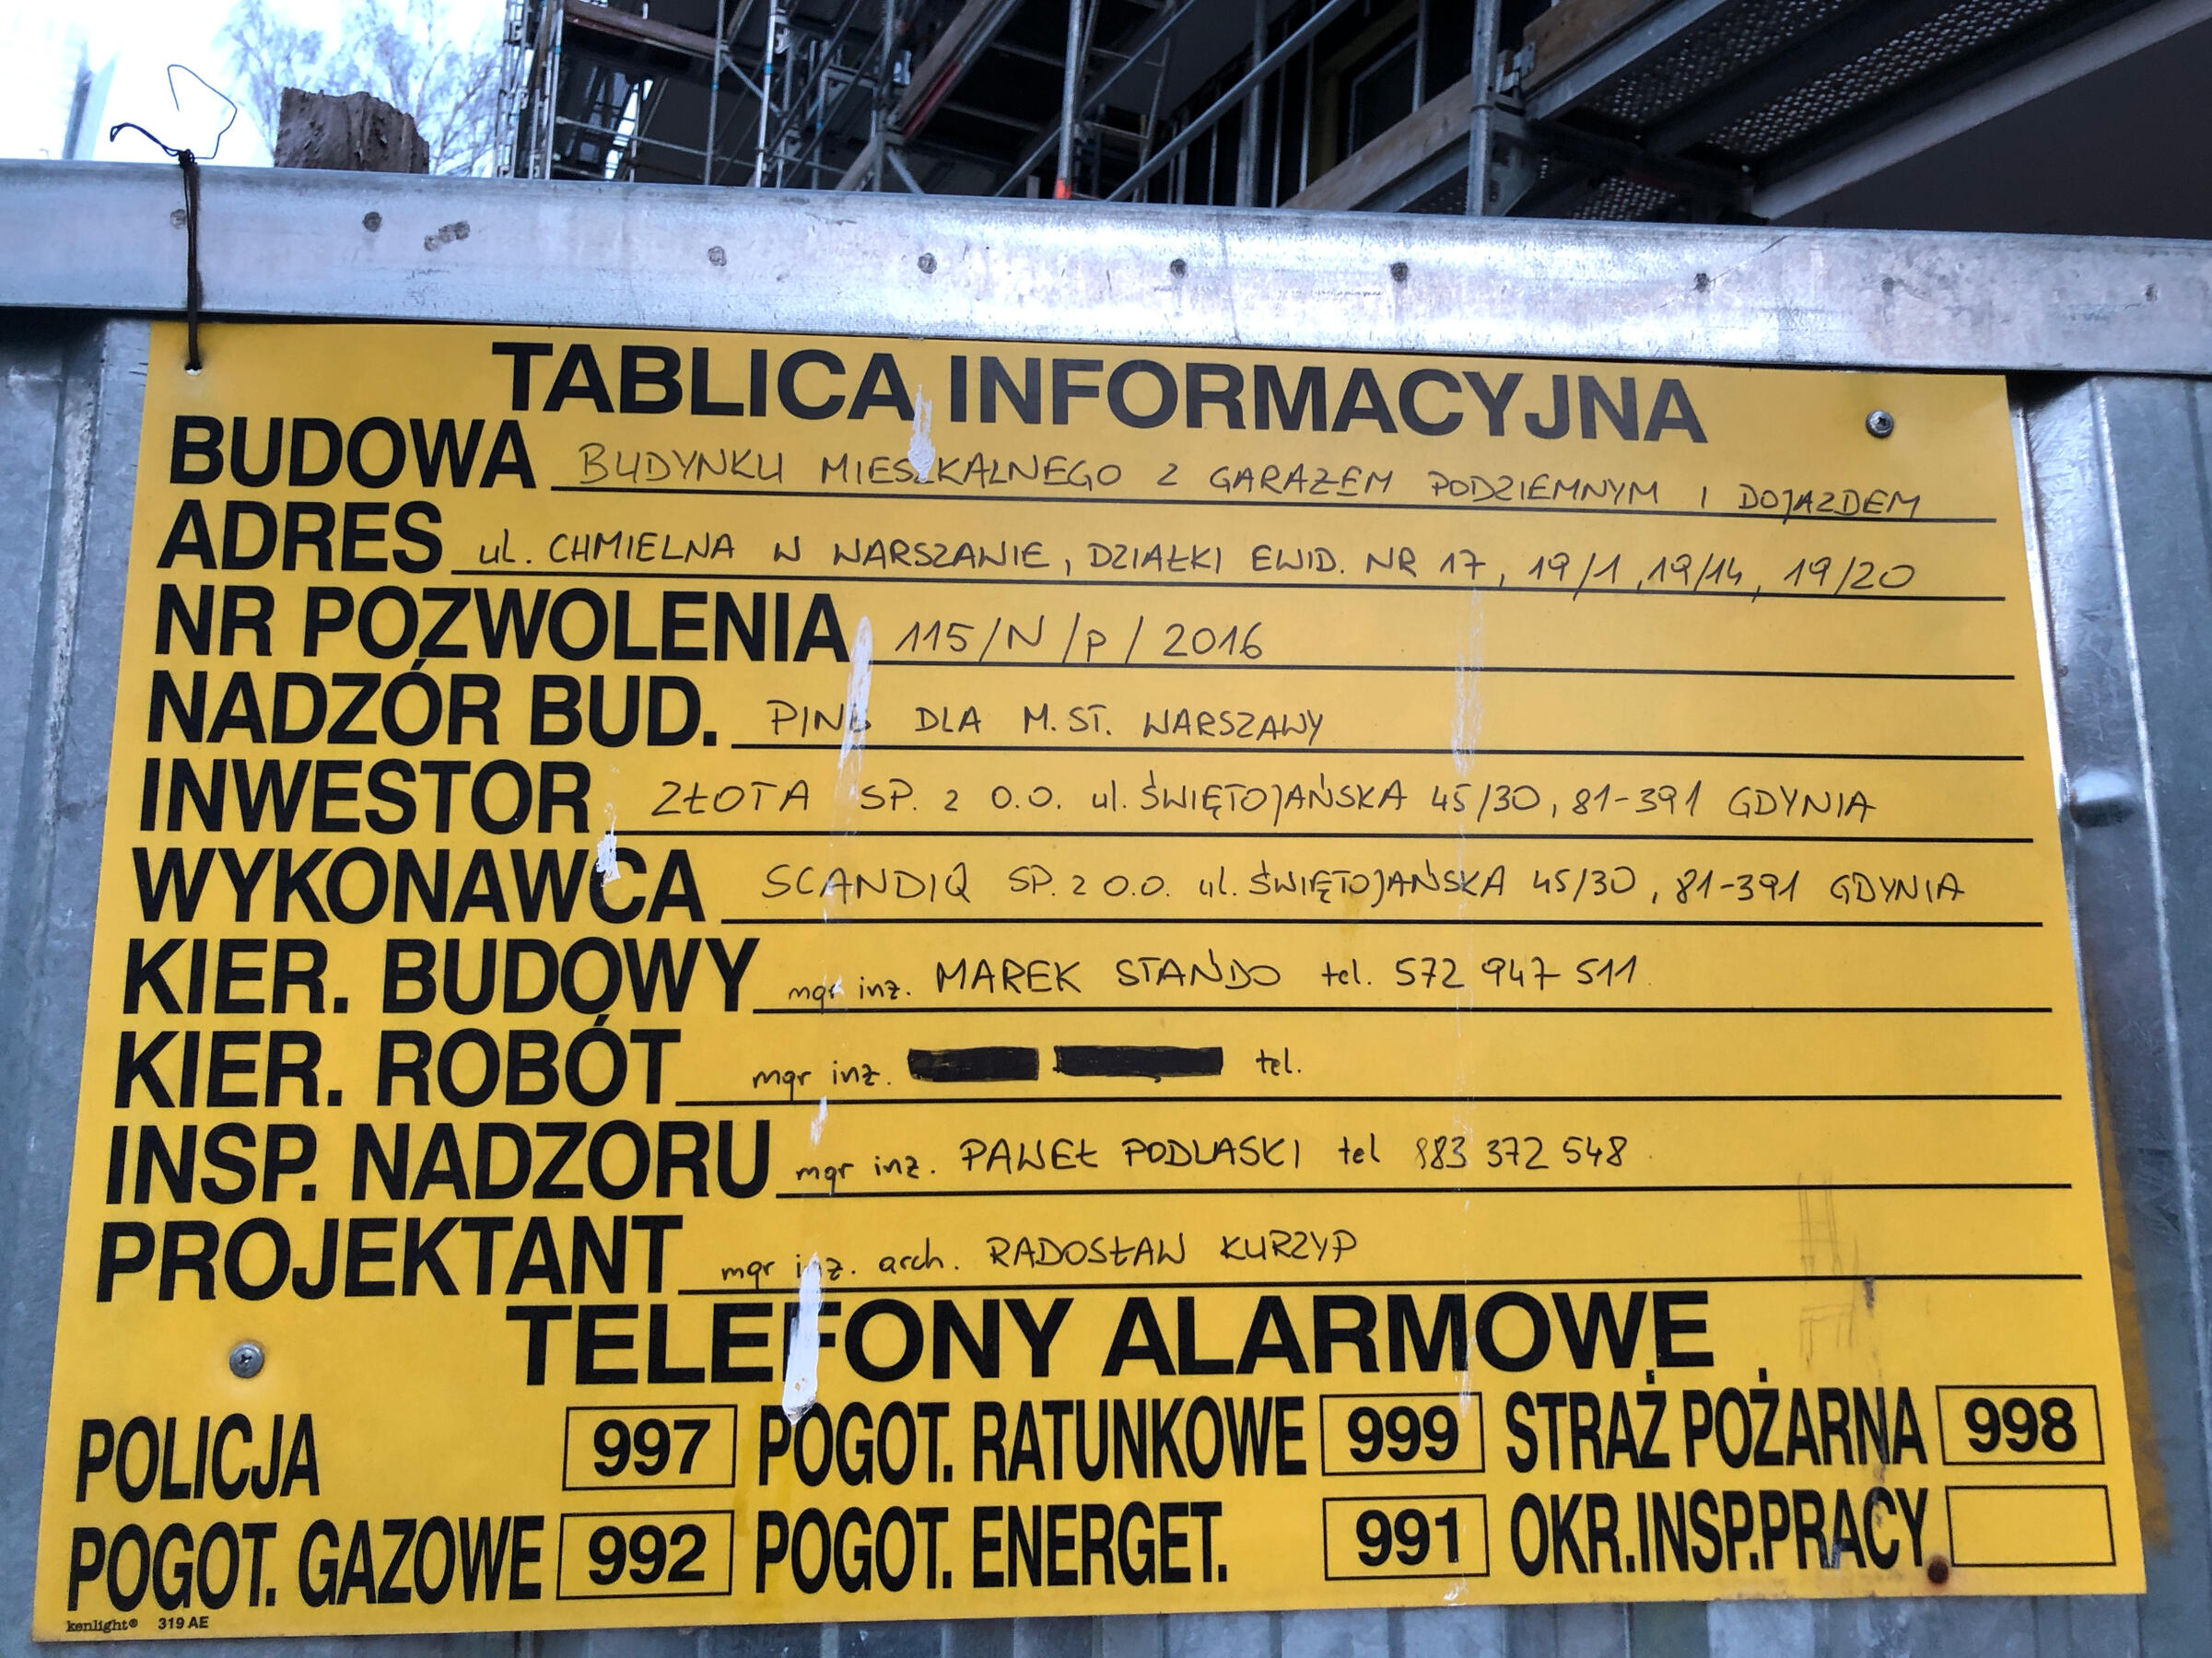 TABLICA INFORMACYJNA
BUDOWA BUDYNKU MIESZKALNEGO Z GARAŻEM PODZIEMNYM I DOJAZDEM
ADRES ul. CHMIELNA W WARSZAWIE, DZIAŁKI EWID. NR 17, 19/1, 19/14, 19/20
NR POZWOLENIA 115/N/p/2016
NADZÓR BUD. PINB DLA M.ST. WARSZAWY
INWESTOR ZŁOTA SP. z O.O. ul. ŚWIĘTOJAŃSKA 45/30, 81-391 GDYNIA
WYKONAWCA SCANDIQ SP. z O.O. ul. ŚWIĘTOJAŃSKA 45/30, 81-391 GDYNIA
KIER. BUDOWY mgr inż. MAREK STAŃDO tel. 572 947 511
KIER. ROBÓT mgr inż. tel.
INSP. NADZORU mgr inż. PAWEŁ PODLASKI tel 883 372 548
PROJEKTANT mgr inż. arch. RADOSŁAW KURZYP
TELEFONY ALARMOWE
POLICJA 997 POGOT. RATUNKOWE 999 STRAŻ POŻARNA 998
POGOT. GAZOWE 992 POGOT. ENERGET. 991 OKR.INSP.PRACY
kenlight® 319 AE